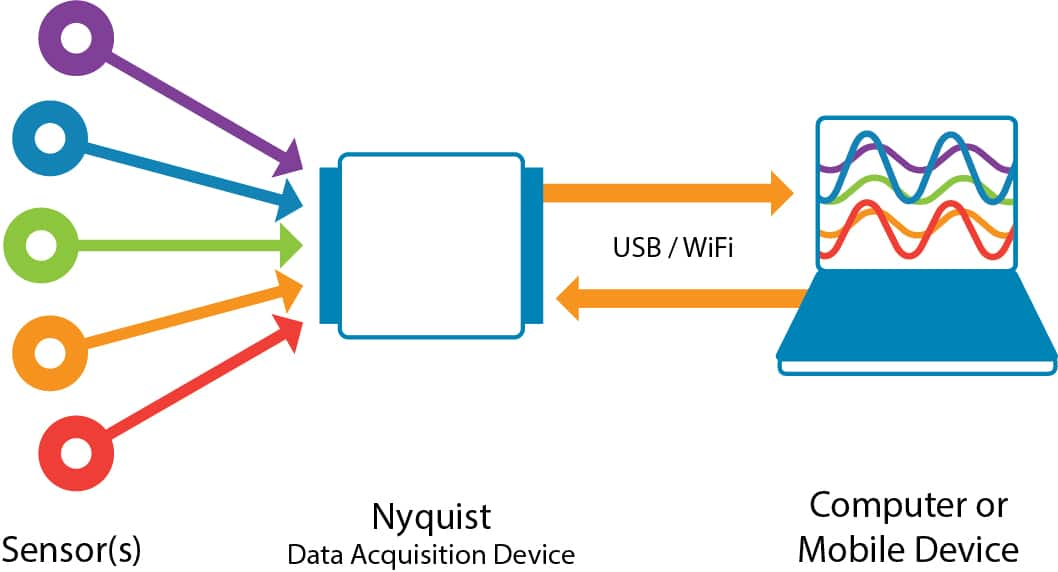 USB / WiFi
Sensor(s)
Nyquist
Data Acquisition Device
Computer or
Mobile Device